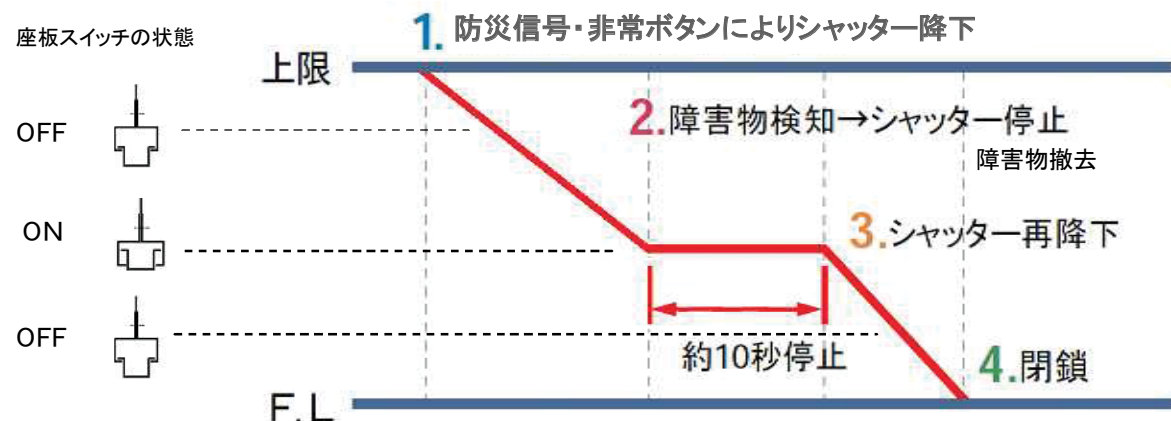 1. 防災信号・非常ボタンによりシャッター降下
座板スイッチの状態
上限
OFF
2.障害物検知→シャッター停止
障害物撤去
ON
3.シャッター再降下
OFF
約10秒停止
4.閉鎖
F.L